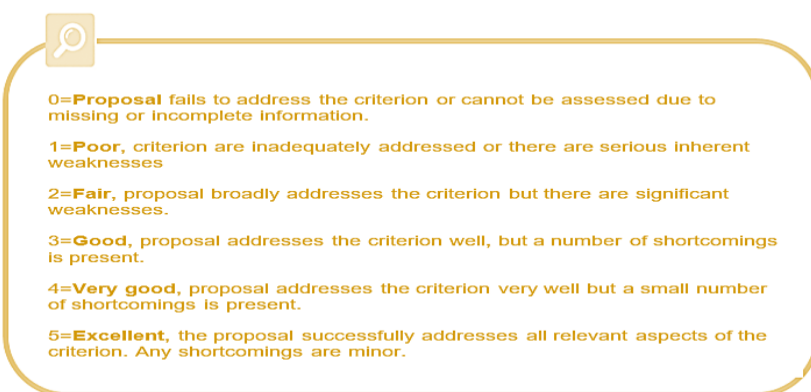 0=Proposal fails to address the criterion or cannot be assessed due to
missing or incomplete information.
1=Poor, criterion are inadequately addressed or there are serious inherent
weaknesses
2=Fair, proposal broadly addresses the criterion but there are significant
weaknesses.
3=Good, proposal addresses the criterion well, but a number of shortcomings
is present.
4=Very good, proposal addresses the criterion very well but a small number
of shortcomings is present.
5=Excellent, the proposal successfully addresses all relevant aspects of the
criterion. Any shortcomings are minor.